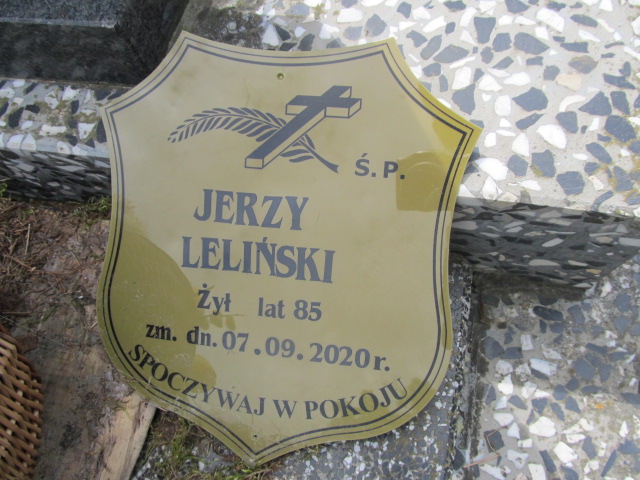 Ś.P.
JERZY
LELIŃSKI
Żył lat 85
zm. dn. 07.09.2020 r.
SPOCZYWAJ W POKOJU